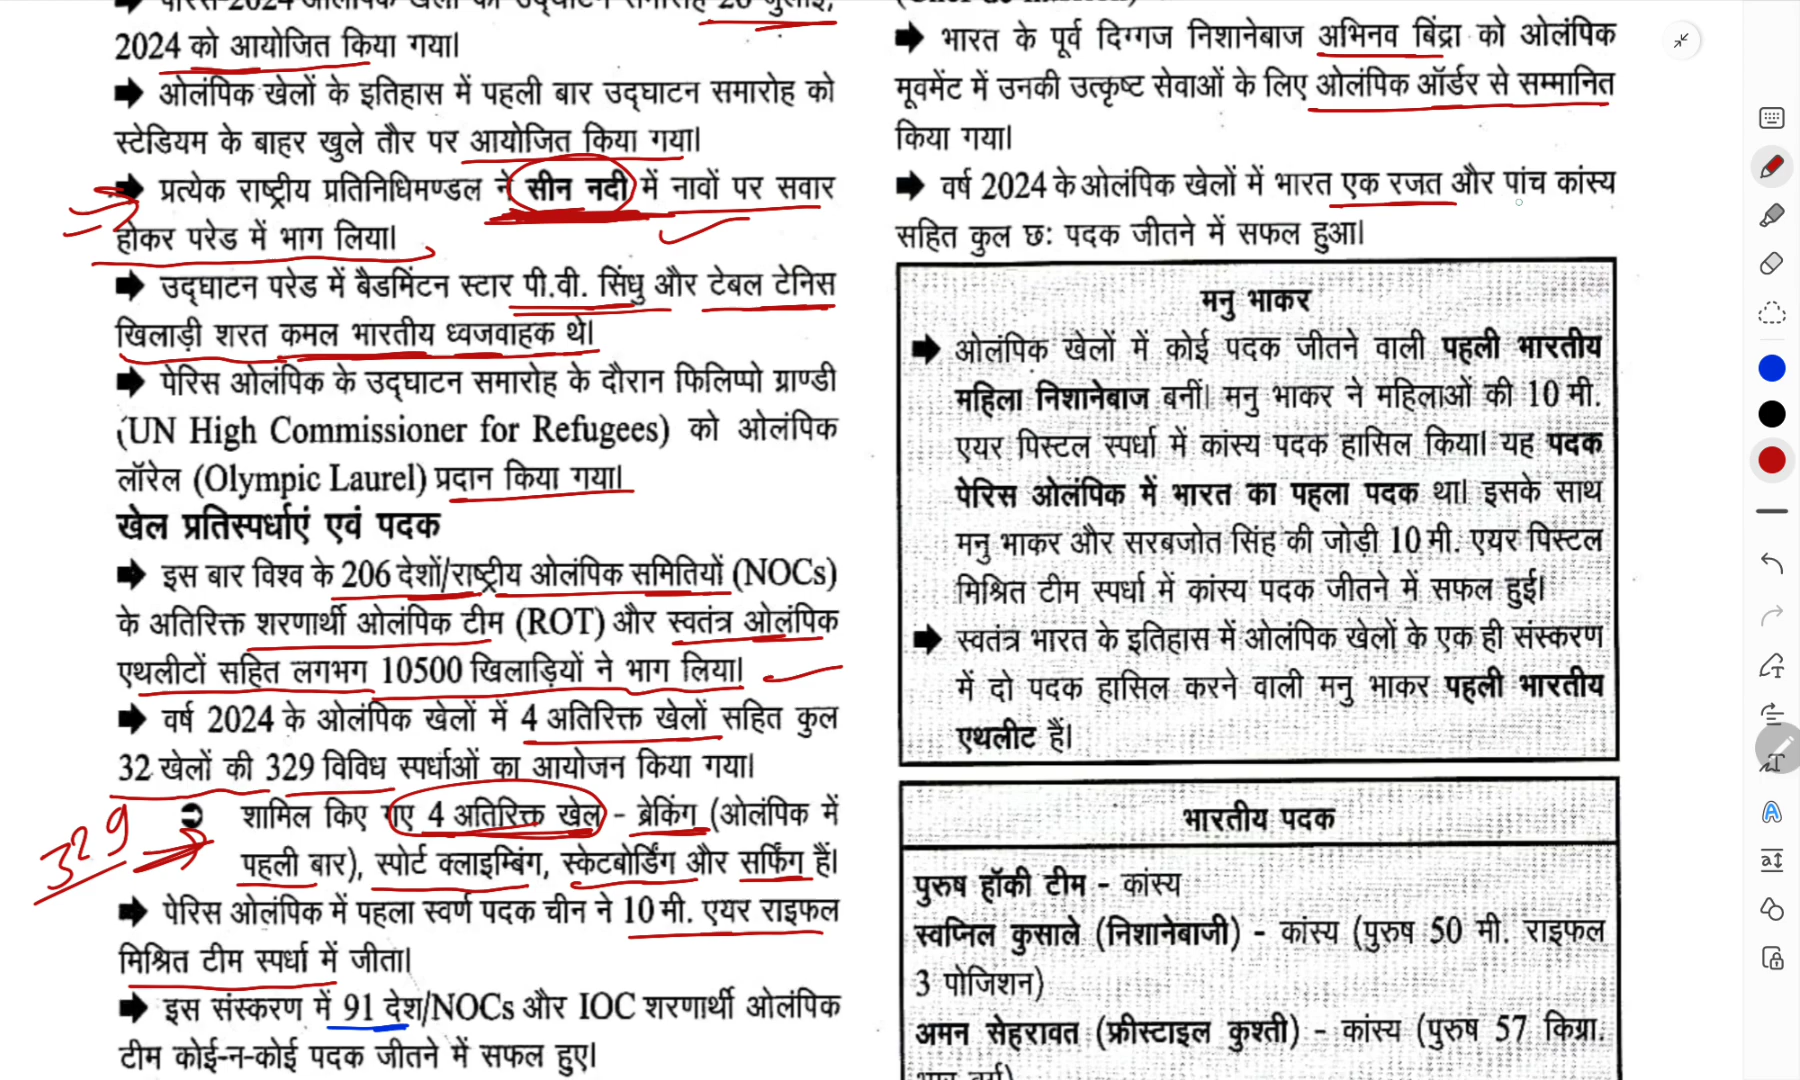 2024 को आयोजित किया गया।
➡ ओलंपिक खेलों के इतिहास में पहली बार उद्घाटन समारोह को
स्टेडियम के बाहर खुले तौर पर आयोजित किया गया।
➡ प्रत्येक राष्ट्रीय प्रतिनिधिमण्डल ने सीन नदी में नावों पर सवार
होकर परेड में भाग लिया।
➡ उद्घाटन परेड में बैडमिंटन स्टार पी.वी. सिंधु और टेबल टेनिस
खिलाड़ी शरत कमल भारतीय ध्वजवाहक थे।
➡ पेरिस ओलंपिक के उद्घाटन समारोह के दौरान फिलिप्पो ग्राण्डी
(UN High Commissioner for Refugees) को ओलंपिक
लॉरेल (Olympic Laurel) प्रदान किया गया।
खेल प्रतिस्पर्धाएं एवं पदक
➡ इस बार विश्व के 206 देशों/राष्ट्रीय ओलंपिक समितियों (NOCs)
के अतिरिक्त शरणार्थी ओलंपिक टीम (ROT) और स्वतंत्र ओलंपिक
एथलीटों सहित लगभग 10500 खिलाड़ियों ने भाग लिया।
➡ वर्ष 2024 के ओलंपिक खेलों में 4 अतिरिक्त खेलों सहित कुल
32 खेलों की 329 विविध स्पर्धाओं का आयोजन किया गया।
शामिल किए गए 4 अतिरिक्त खेल - ब्रेकिंग (ओलंपिक में
पहली बार), स्पोर्ट क्लाइम्बिंग, स्केटबोर्डिंग और सर्फिंग हैं।
329
➡ पेरिस ओलंपिक में पहला स्वर्ण पदक चीन ने 10 मी. एयर राइफल
मिश्रित टीम स्पर्धा में जीता।
➡ इस संस्करण में 91 देश/NOCs और IOC शरणार्थी ओलंपिक
टीम कोई-न-कोई पदक जीतने में सफल हुए।
➡ भारत के पूर्व दिग्गज निशानेबाज अभिनव बिंद्रा को ओलंपिक
मूवमेंट में उनकी उत्कृष्ट सेवाओं के लिए ओलंपिक ऑर्डर से सम्मानित
किया गया।
➡ वर्ष 2024 के ओलंपिक खेलों में भारत एक रजत और पांच कांस्य
सहित कुल छः पदक जीतने में सफल हुआ।
मनु भाकर
➡ ओलंपिक खेलों में कोई पदक जीतने वाली पहली भारतीय
महिला निशानेबाज बनीं। मनु भाकर ने महिलाओं की 10 मी.
एयर पिस्टल स्पर्धा में कांस्य पदक हासिल किया। यह पदक
पेरिस ओलंपिक में भारत का पहला पदक था। इसके साथ
मनु भाकर और सरबजोत सिंह की जोड़ी 10 मी. एयर पिस्टल
मिश्रित टीम स्पर्धा में कांस्य पदक जीतने में सफल हुई।
➡ स्वतंत्र भारत के इतिहास में ओलंपिक खेलों के एक ही संस्करण
में दो पदक हासिल करने वाली मनु भाकर पहली भारतीय
एथलीट हैं।
भारतीय पदक
पुरुष हॉकी टीम - कांस्य
स्वप्निल कुसाले (निशानेबाजी) - कांस्य (पुरुष 50 मी. राइफल
3 पोजिशन)
अमन सेहरावत (फ्रीस्टाइल कुश्ती) - कांस्य (पुरुष 57 किग्रा.